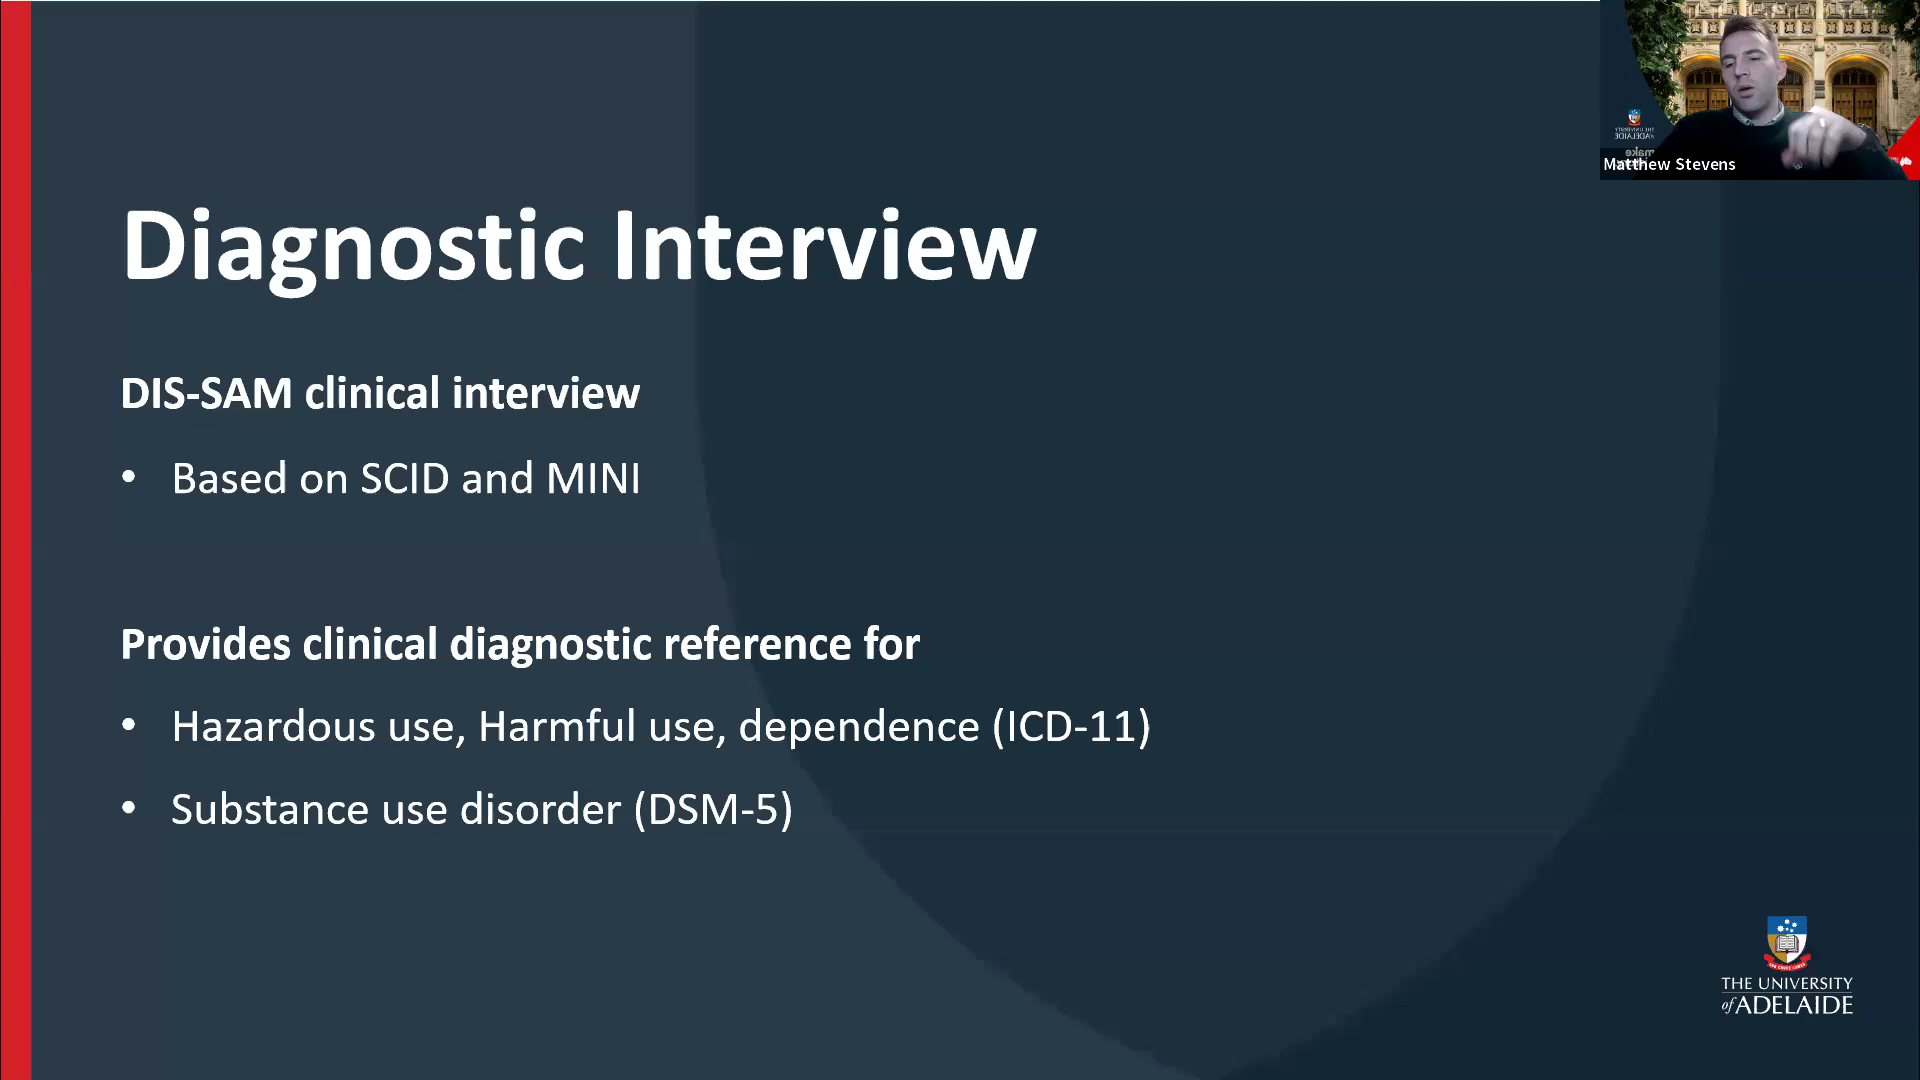 Matthew Stevens
Diagnostic Interview
DIS-SAM clinical interview
• Based on SCID and MINI
Provides clinical diagnostic reference for
• Hazardous use, Harmful use, dependence (ICD-11)
• Substance use disorder (DSM-5)
THE UNIVERSITY
of ADELAIDE